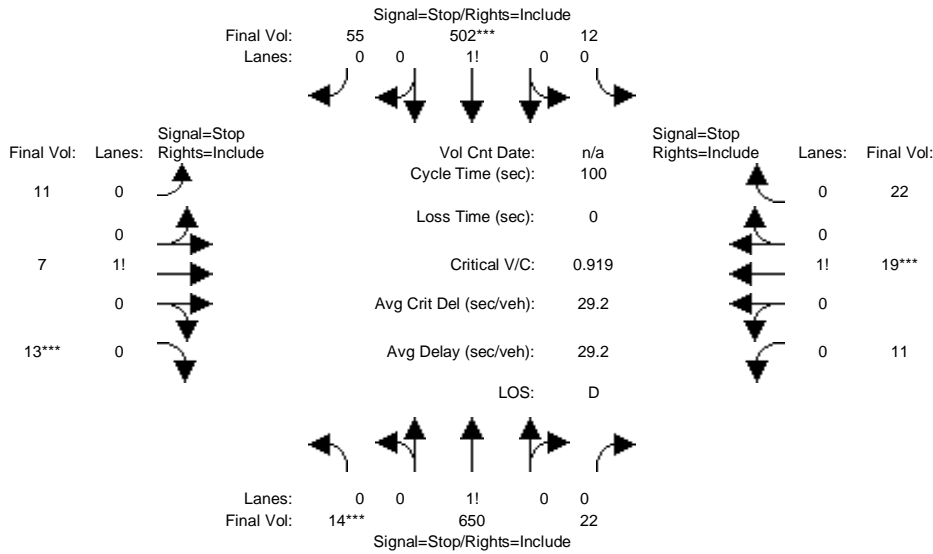 Signal=Stop/Rights=Include
Final Vol: 55 502*** 12
Lanes: 0 0 1! 0 0
Signal=Stop
Final Vol: Lanes: Rights=Include
Vol Cnt Date: n/a
Signal=Stop
Rights=Include Lanes: Final Vol:
Cycle Time (sec): 100
11 0
0 22
Loss Time (sec): 0
0
0
7 1!
Critical V/C: 0.919
1! 19***
0
Avg Crit Del (sec/veh): 29.2
0
13*** 0
Avg Delay (sec/veh): 29.2
0 11
LOS: D
Lanes: 0 0 1! 0 0
Final Vol: 14*** 650 22
Signal=Stop/Rights=Include